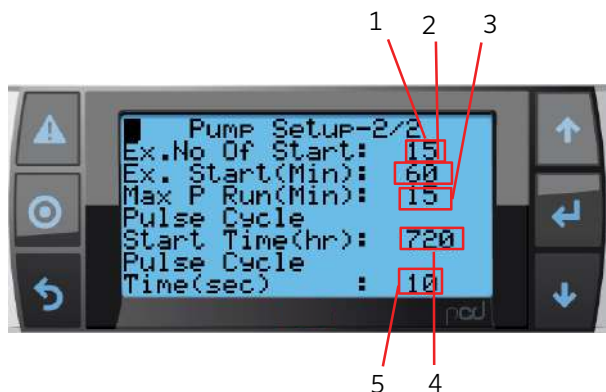 1 2 3
Pump Setup-2/2
Ex.No Of Start: 15
Ex. Start(Min): 60
Max P Run(Min): 15
Pulse Cycle
Start Time(hr): 720
Pulse Cycle
Time(sec) : 10
5 4